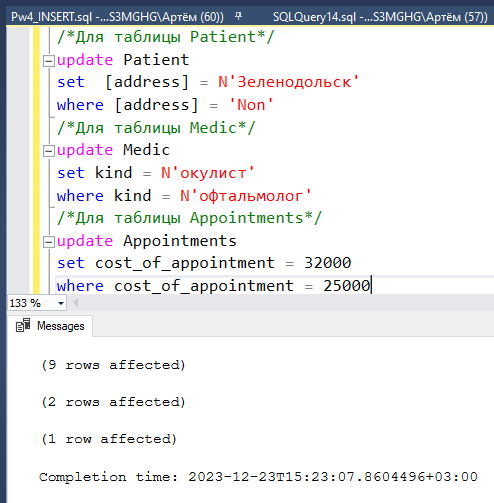 Pw4_INSERT.sql -...S3MGHG\Артём (60)) SQLQuery14.sql -...S3MGHG\Артём (57))
/*Для таблицы Patient*/
update Patient
set  [address] = N'Зеленодольск'
where [address] = 'Non'
/*Для таблицы Medic*/
update Medic
set kind = N'окулист'
where kind = N'офтальмолог'
/*Для таблицы Appointments*/
update Appointments
set cost_of_appointment = 32000
where cost_of_appointment = 25000
133 %
Messages
(9 rows affected)
(2 rows affected)
(1 row affected)
Completion time: 2023-12-23T15:23:07.8604496+03:00